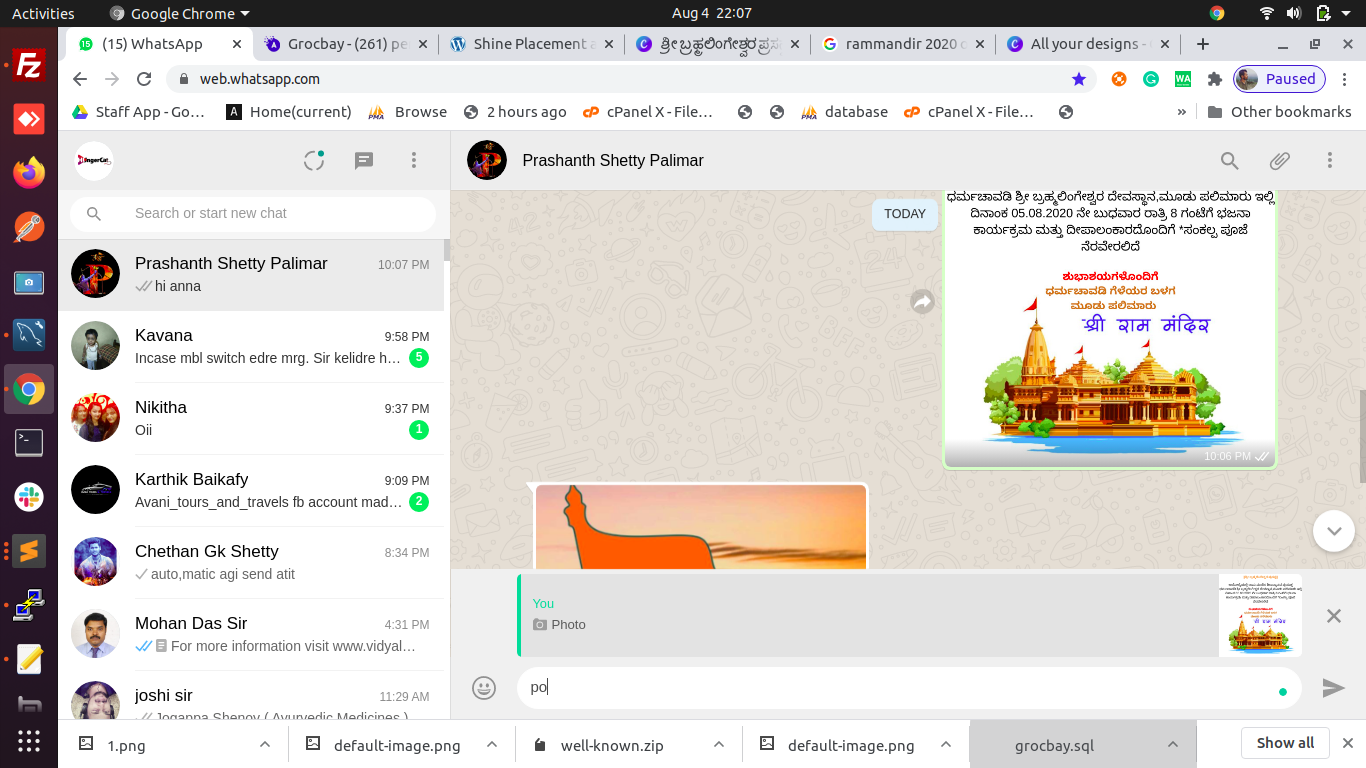 Activities
Google Chrome
Aug 4 22:07
(15) WhatsApp
Grocbay - (261) pe
Shine Placement a
ಶ್ರೀ ಬ್ರಹ್ಮಲಿಂಗೇಶ್ವರ ಪ್ರಸ
rammandir 2020 c
All your designs -
web.whatsapp.com
WA
Paused
Staff App - Go…
Home(current)
Browse
2 hours ago
cPanel X - File…
database
cPanel X - File…
Other bookmarks
Prashanth Shetty Palimar
Search or start new chat
Prashanth Shetty Palimar
10:07 PM
hi anna
Kavana
9:58 PM
Incase mbl switch edre mrg. Sir kelidre h…
5
Nikitha
9:37 PM
Oii
1
Karthik Baikafy
9:09 PM
Avani_tours_and_travels fb account mad…
2
Chethan Gk Shetty
8:34 PM
auto,matic agi send atit
Mohan Das Sir
4:31 PM
For more information visit www.vidyal…
joshi sir
11:29 AM
Jogappa Shenoy ( Ayurvedic Medicines )
TODAY
ಧರ್ಮಚಾವಡಿ ಶ್ರೀ ಬ್ರಹ್ಮಲಿಂಗೇಶ್ವರ ದೇವಸ್ಥಾನ,ಮೂಡು ಪಲಿಮಾರು ಇಲ್ಲಿ
ದಿನಾಂಕ 05.08.2020 ನೇ ಬುಧವಾರ ರಾತ್ರಿ 8 ಗಂಟೆಗೆ ಭಜನಾ
ಕಾರ್ಯಕ್ರಮ ಮತ್ತು ದೀಪಾಲಂಕಾರದೊಂದಿಗೆ *ಸಂಕಲ್ಪ ಪೂಜೆ
ನೆರವೇರಲಿದೆ
ಶುಭಾಶಯಗಳೊಂದಿಗೆ
ಧರ್ಮಚಾವಡಿ ಗೆಳೆಯರ ಬಳಗ
ಮೂಡು ಪಲಿಮಾರು
श्री राम मंदिर
10:06 PM
You
Photo
po
1.png
default-image.png
well-known.zip
default-image.png
grocbay.sql
Show all